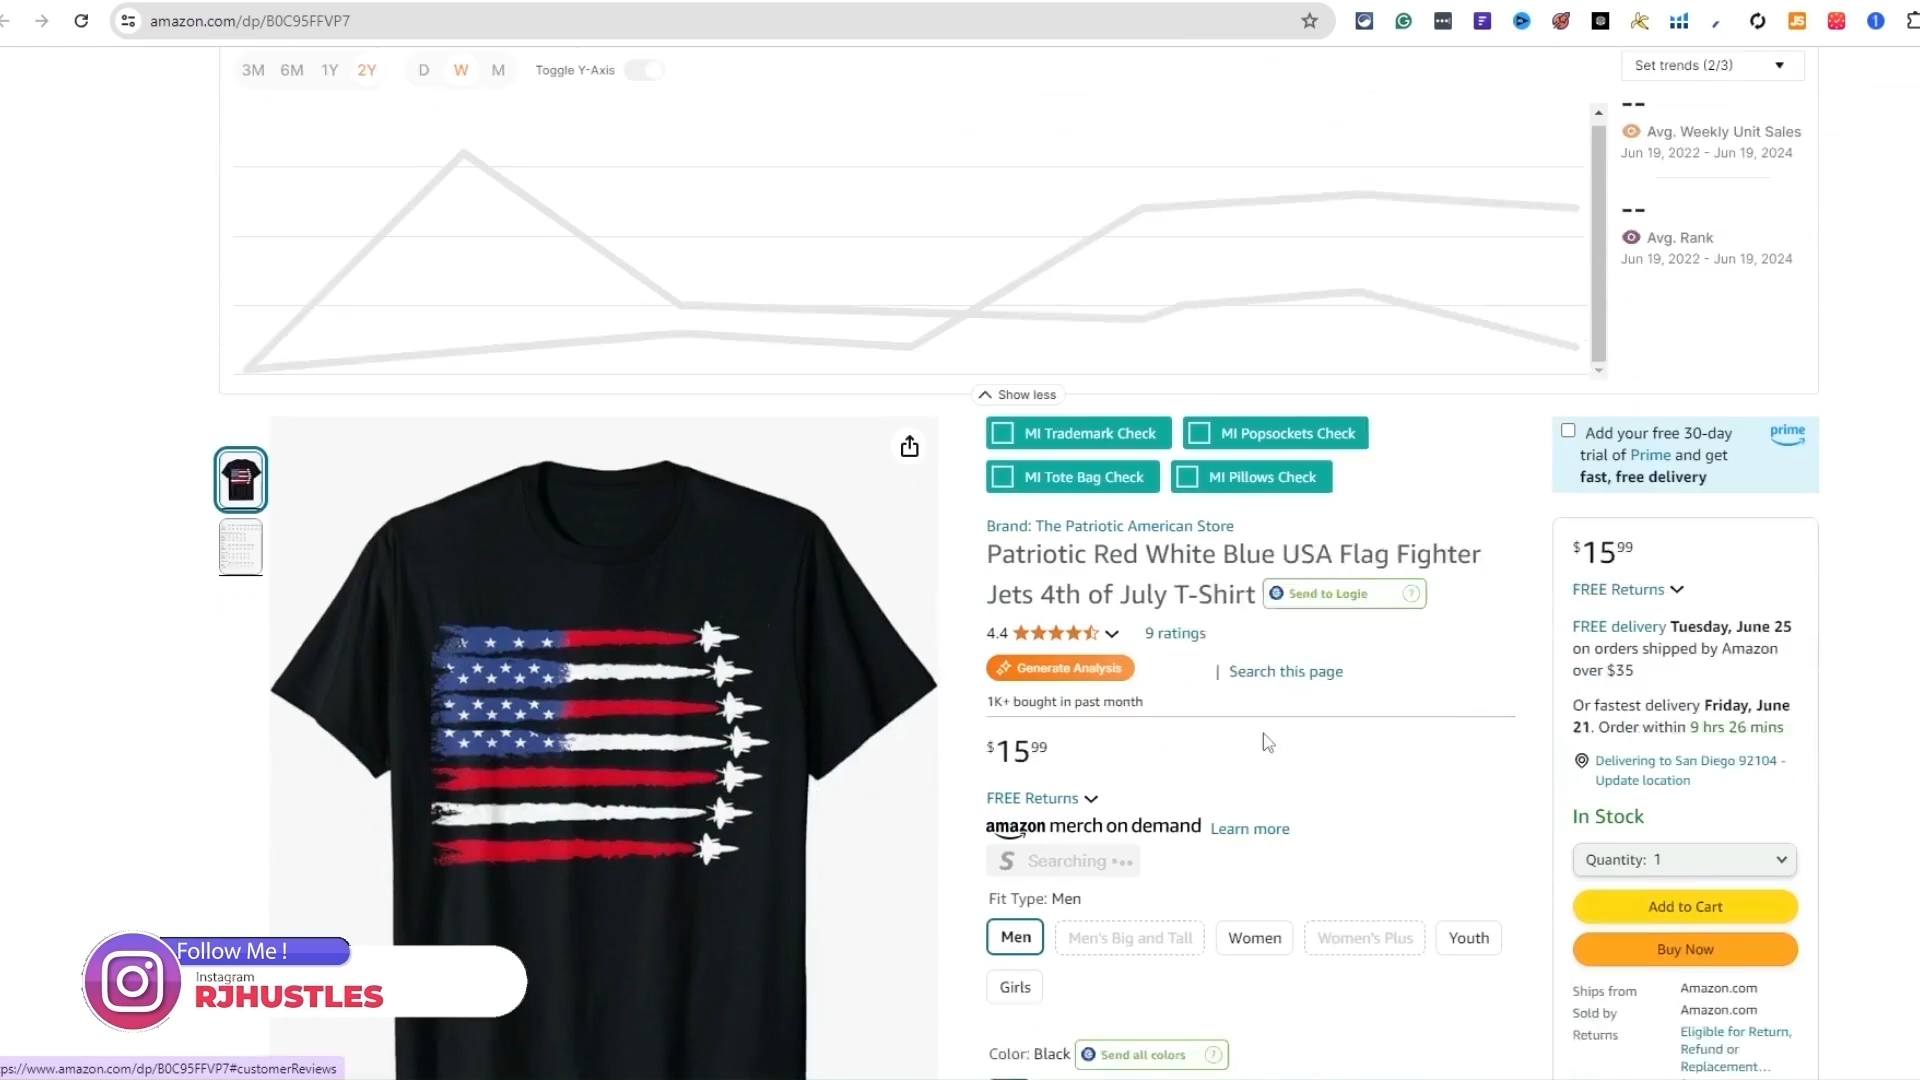 amazon.com/dp/B0C95FFVP7
3M 6M 1Y 2Y D W M Toggle Y-Axis
Set trends (2/3)
--
Avg. Weekly Unit Sales
Jun 19, 2022 - Jun 19, 2024
--
Avg. Rank
Jun 19, 2022 - Jun 19, 2024
Show less
MI Trademark Check
MI Popsockets Check
MI Tote Bag Check
MI Pillows Check
Brand: The Patriotic American Store
Patriotic Red White Blue USA Flag Fighter
Jets 4th of July T-Shirt
Send to Logie ?
4.4 9 ratings
Generate Analysis
| Search this page
1K+ bought in past month
$15 99
FREE Returns
amazon merch on demand Learn more
S Searching •••
Fit Type: Men
Men
Men's Big and Tall
Women
Women's Plus
Youth
Girls
Color: Black
Send all colors ?
Add your free 30-day
trial of Prime and get
fast, free delivery
prime
$15 99
FREE Returns
FREE delivery Tuesday, June 25
on orders shipped by Amazon
over $35
Or fastest delivery Friday, June
21. Order within 9 hrs 26 mins
Delivering to San Diego 92104 -
Update location
In Stock
Quantity: 1
Add to Cart
Buy Now
Ships from Amazon.com
Sold by Amazon.com
Returns Eligible for Return,
Refund or
Replacement...
Follow Me !
Instagram
RJHUSTLES
ps://www.amazon.com/dp/B0C95FFVP7#customerReviews